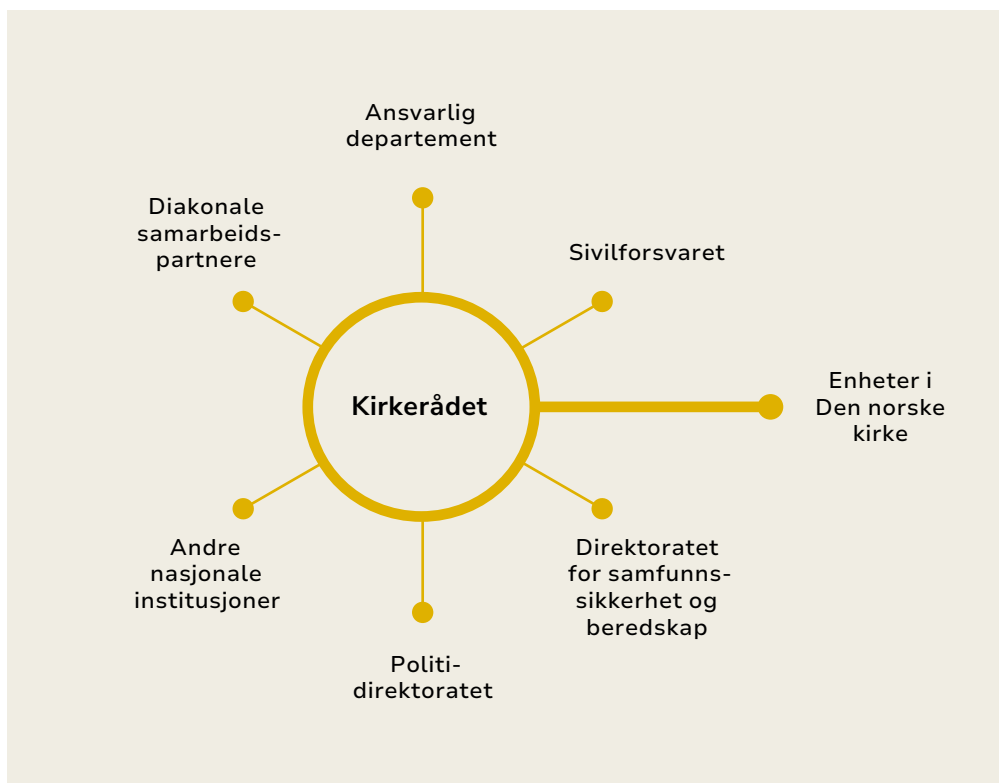 Ansvarlig
departement
Diakonale
samarbeids-
partnere
Sivilforsvaret
Kirkerådet
Enheter i
Den norske
kirke
Andre
nasjonale
institusjoner
Direktoratet
for samfunns-
sikkerhet og
beredskap
Politi-
direktoratet